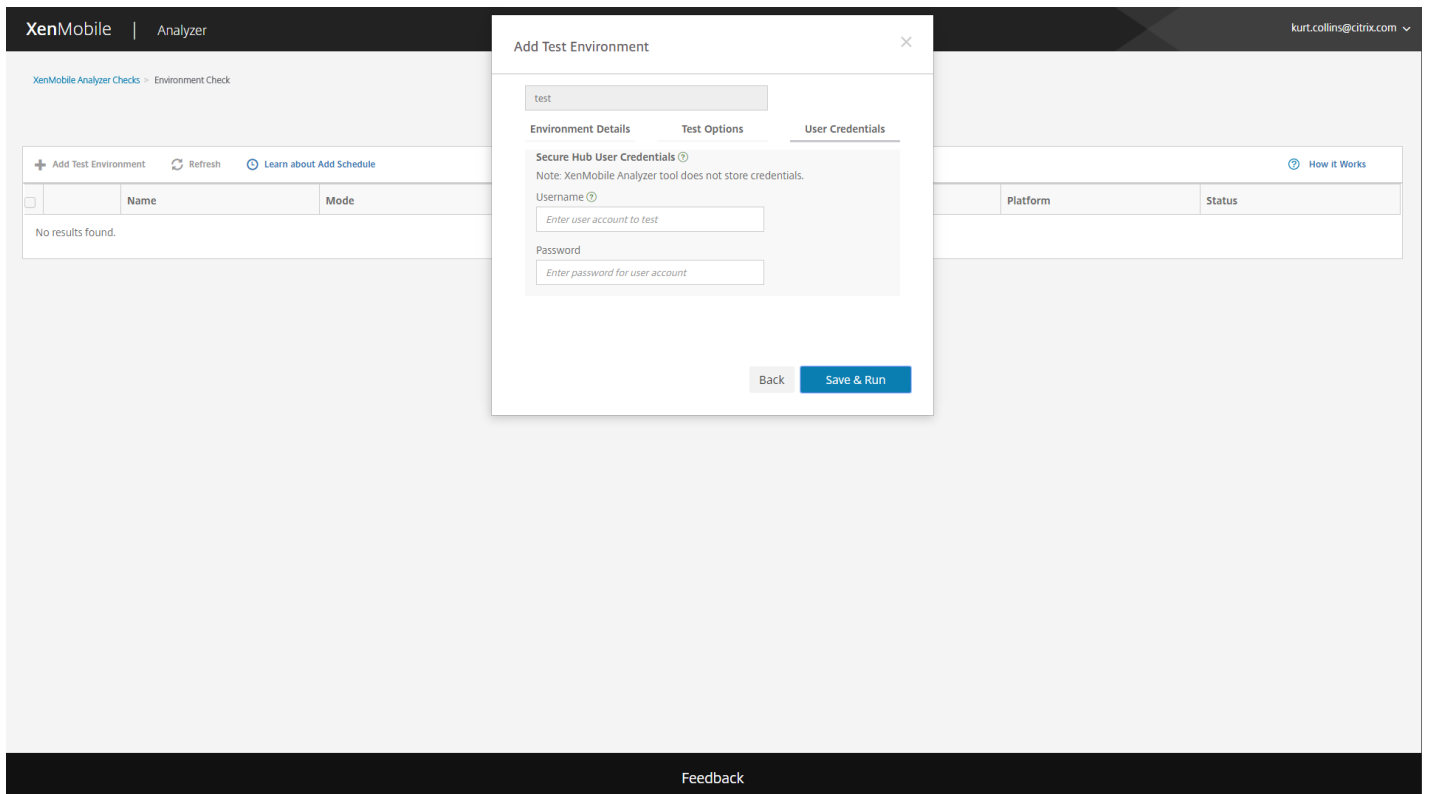 XenMobile | Analyzer
kurt.collins@citrix.com
XenMobile Analyzer Checks > Environment Check
Add Test Environment
test
Environment Details Test Options User Credentials
Secure Hub User Credentials
Note: XenMobile Analyzer tool does not store credentials.
Username
Enter user account to test
Password
Enter password for user account
Back Save & Run
Add Test Environment Refresh Learn about Add Schedule How it Works
Name Mode Platform Status
No results found.
Feedback